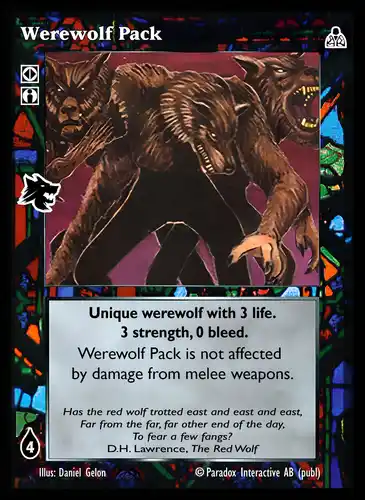 Werewolf Pack
Unique werewolf with 3 life.
3 strength, 0 bleed.
Werewolf Pack is not affected
by damage from melee weapons.
Has the red wolf trotted east and east and east,
Far from the far, far other end of the day,
To fear a few fangs?
D.H. Lawrence, The Red Wolf
4
Illus: Daniel Gelon © Paradox Interactive AB (publ)